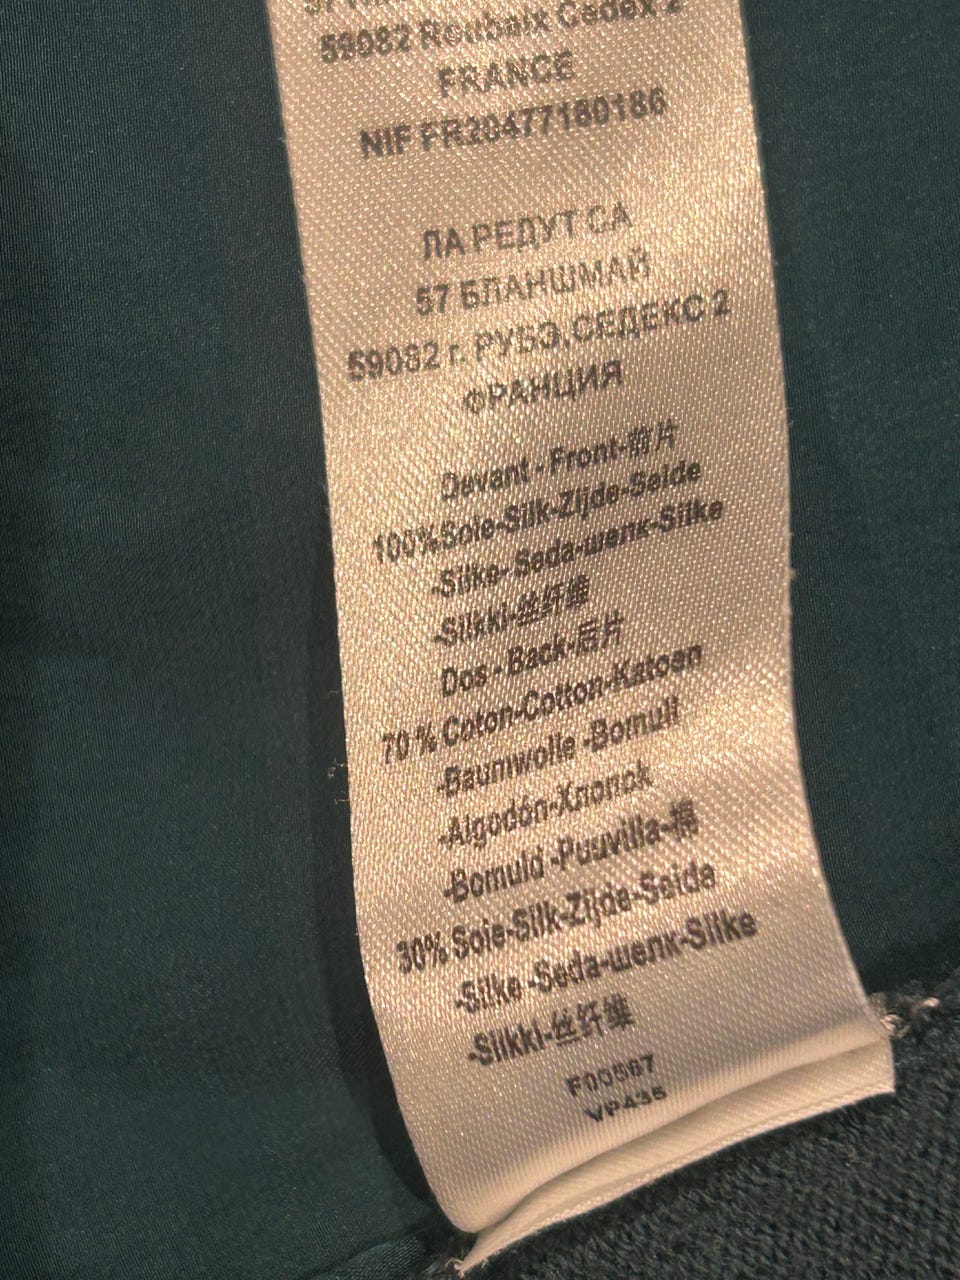 59082 Roubaix Cedex 2
FRANCE
NIF FR20477180186
ЛА РЕДУТ СА
57 БЛАНШМАЙ
59082 г. РУБЭ,СЕДЕКС 2
ФРАНЦИЯ
Devant - Front-前片
100%Soie-Silk-Zijde-Seide
-Silke- Seda-шелк-Silke
-Silkki-丝纤维
Dos - Back-后片
70 % Coton-Cotton-Katoen
-Baumwolle -Bomull
-Algodón-Хлопок
-Bomuld -Puuvilla-棉
30% Soie-Silk-Zijde-Seide
-Silke -Seda-шелк-Silke
-Silkki-丝纤维
F00567
VP435